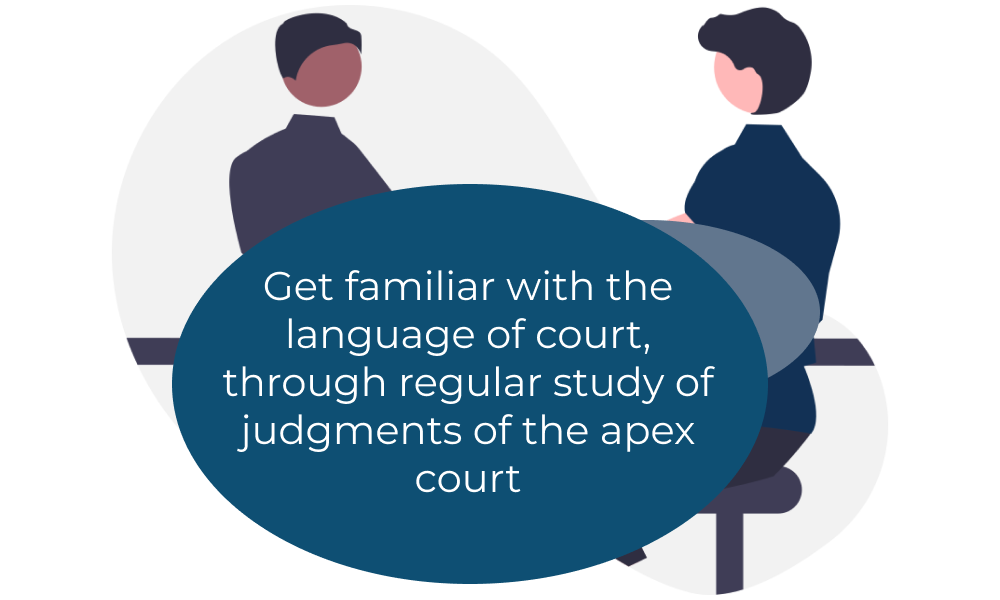 Get familiar with the
language of court,
through regular study of
judgments of the apex
court